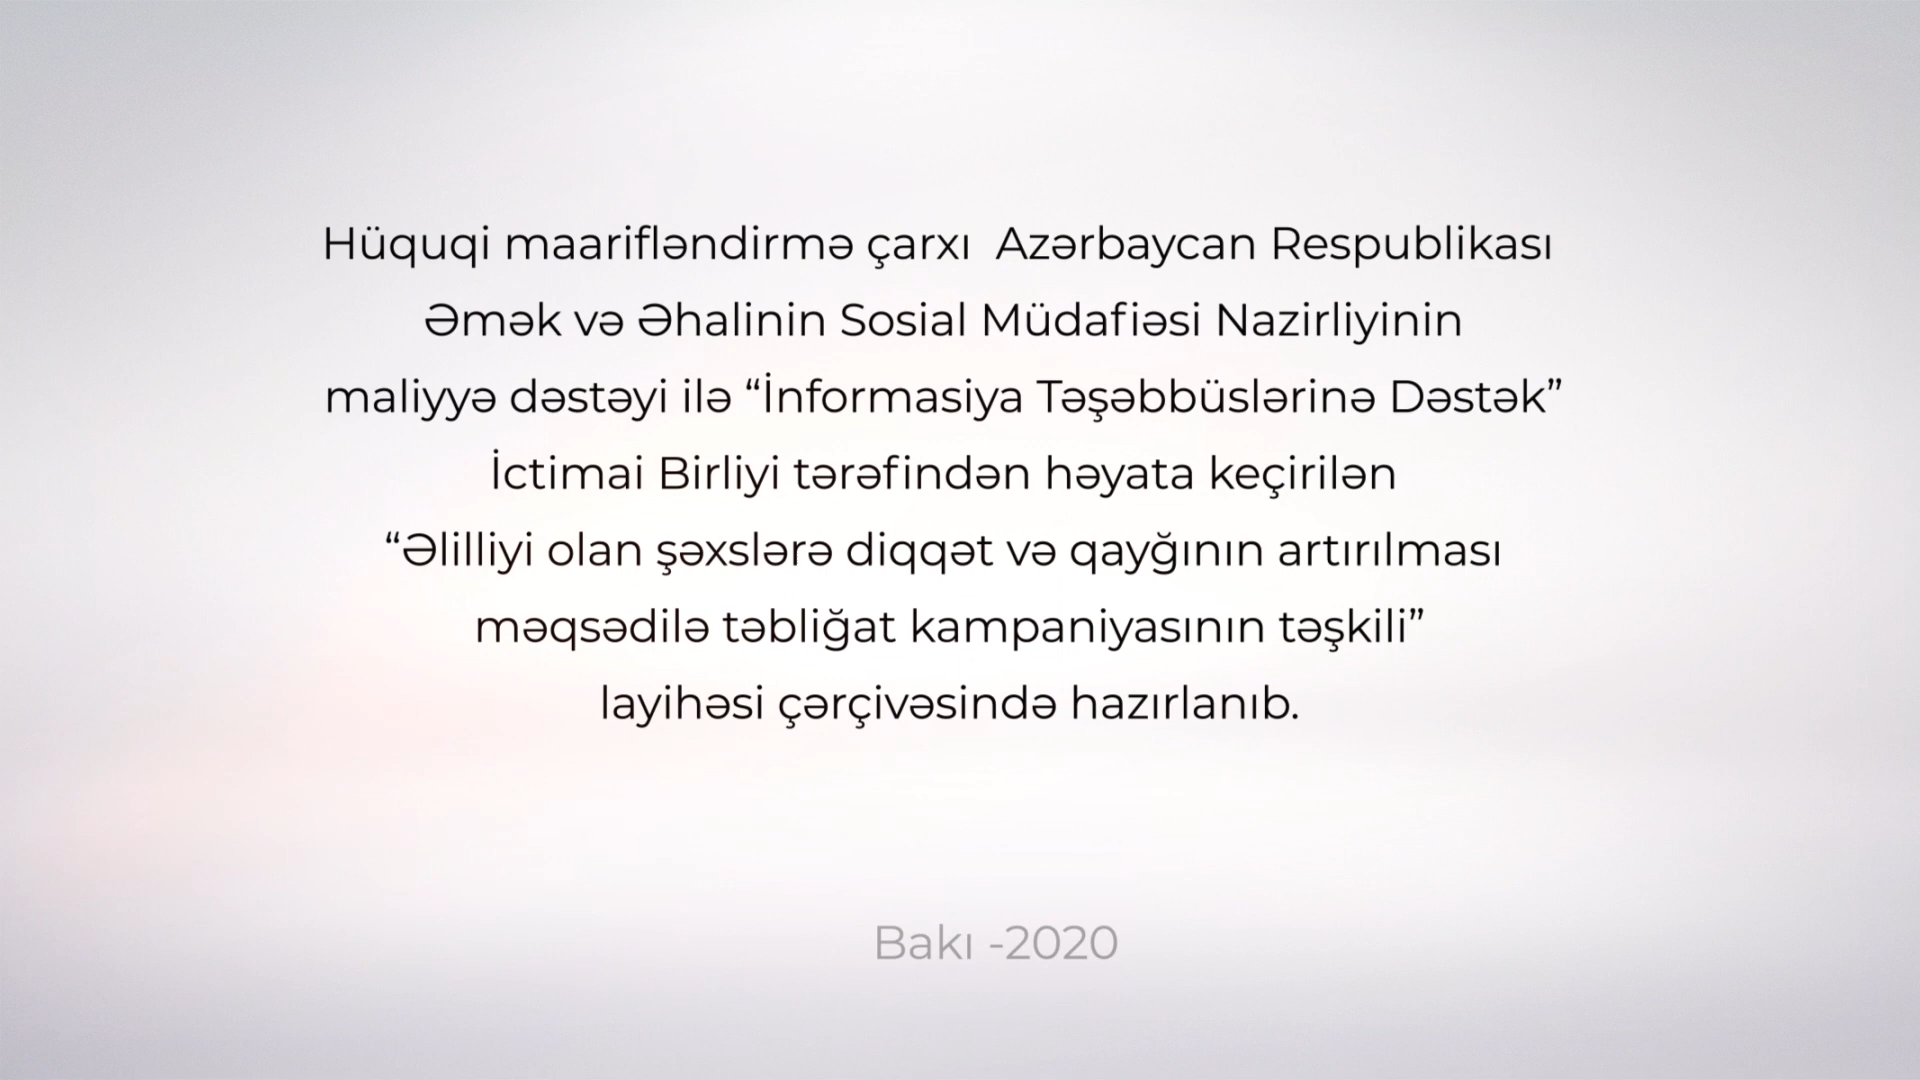 Hüquqi maarifləndirmə çarxı  Azərbaycan Respublikası
Əmək və Əhalinin Sosial Müdafiəsi Nazirliyinin
maliyyə dəstəyi ilə “İnformasiya Təşəbbüslərinə Dəstək”
İctimai Birliyi tərəfindən həyata keçirilən
“Əlilliyi olan şəxslərə diqqət və qayğının artırılması
məqsədilə təbliğat kampaniyasının təşkili”
layihəsi çərçivəsində hazırlanıb.
Bakı -2020